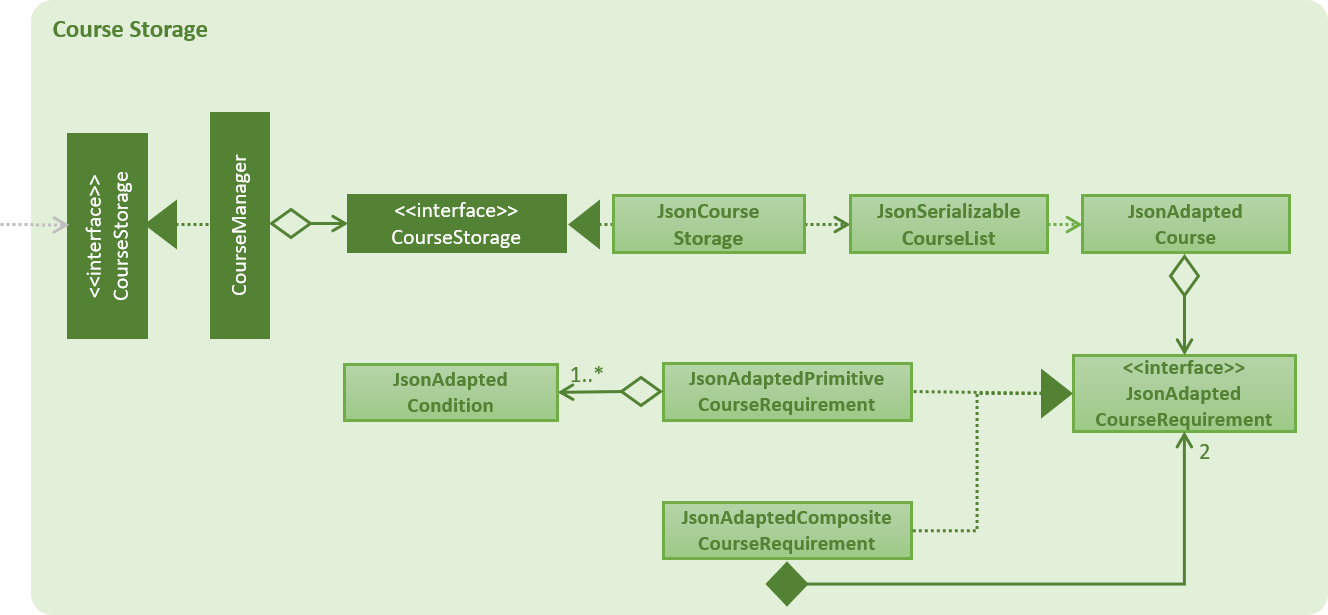 Course Storage
<<interface>>
CourseStorage
CourseManager
<<interface>>
CourseStorage
JsonCourse
Storage
JsonSerializable
CourseList
JsonAdapted
Course
JsonAdapted
Condition
1..*
JsonAdaptedPrimitive
CourseRequirement
<<interface>>
JsonAdapted
CourseRequirement
2
JsonAdaptedComposite
CourseRequirement